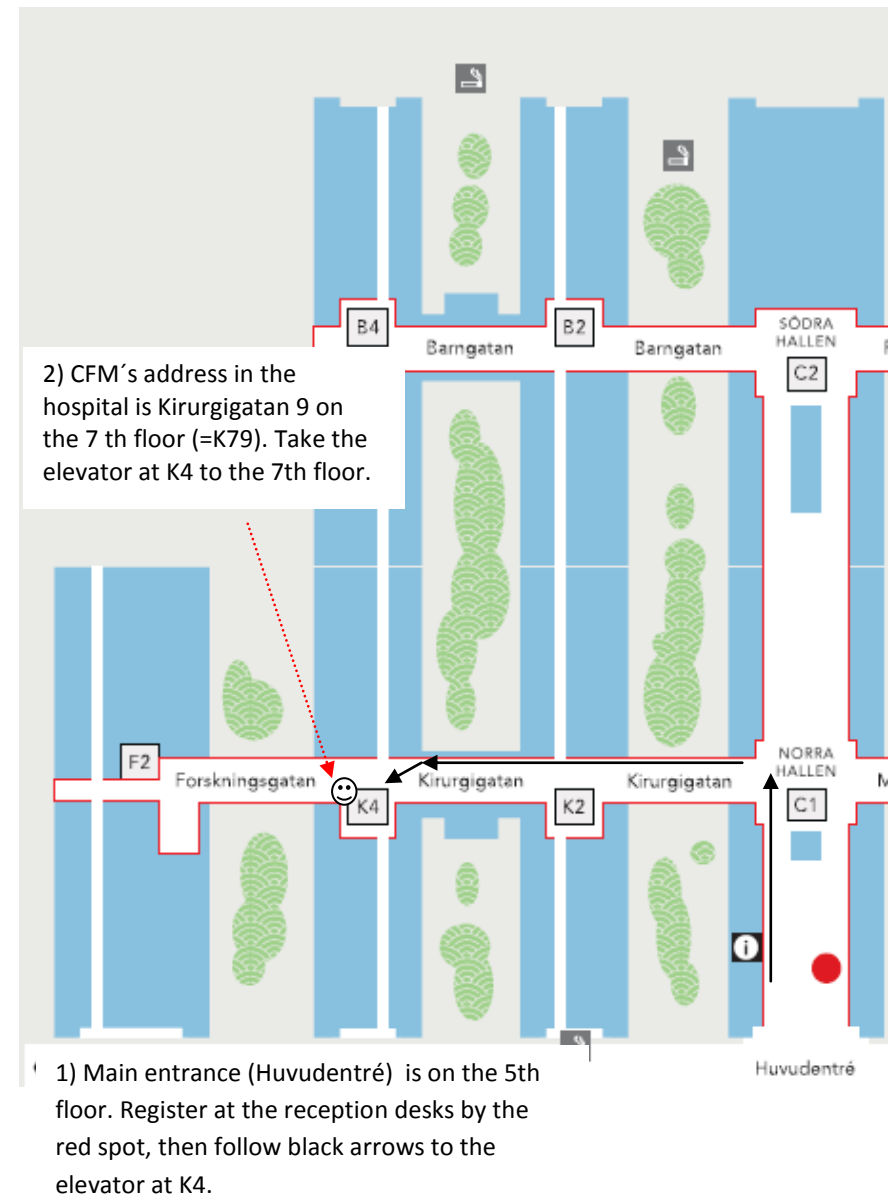 B4
Barngatan
B2
Barngatan
SÖDRA
HALLEN
C2
2) CFM´s address in the
hospital is Kirurgigatan 9 on
the 7 th floor (=K79). Take the
elevator at K4 to the 7th floor.
F2
Forskningsgatan
K4
Kirurgigatan
K2
Kirurgigatan
NORRA
HALLEN
C1
M
i
Huvudentré
1) Main entrance (Huvudentré) is on the 5th
floor. Register at the reception desks by the
red spot, then follow black arrows to the
elevator at K4.